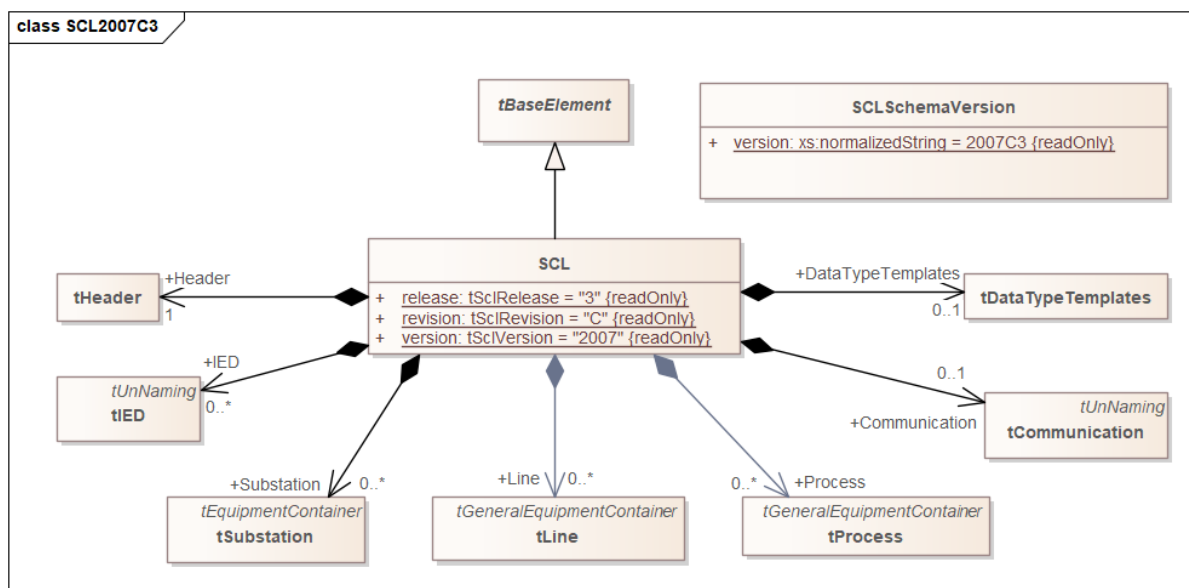 class SCL2007C3
tBaseElement
SCLSchemaVersion
+ version: xs:normalizedString = 2007C3 {readOnly}
SCL
+ release: tSclRelease = "3" {readOnly}
+ revision: tSclRevision = "C" {readOnly}
+ version: tSclVersion = "2007" {readOnly}
+Header
1
tHeader
+DataTypeTemplates
0..1
tDataTypeTemplates
+IED
0..*
tUnNaming
tIED
0..1
+Communication
tUnNaming
tCommunication
+Substation
0..*
tEquipmentContainer
tSubstation
+Line
0..*
tGeneralEquipmentContainer
tLine
0..*
+Process
tGeneralEquipmentContainer
tProcess